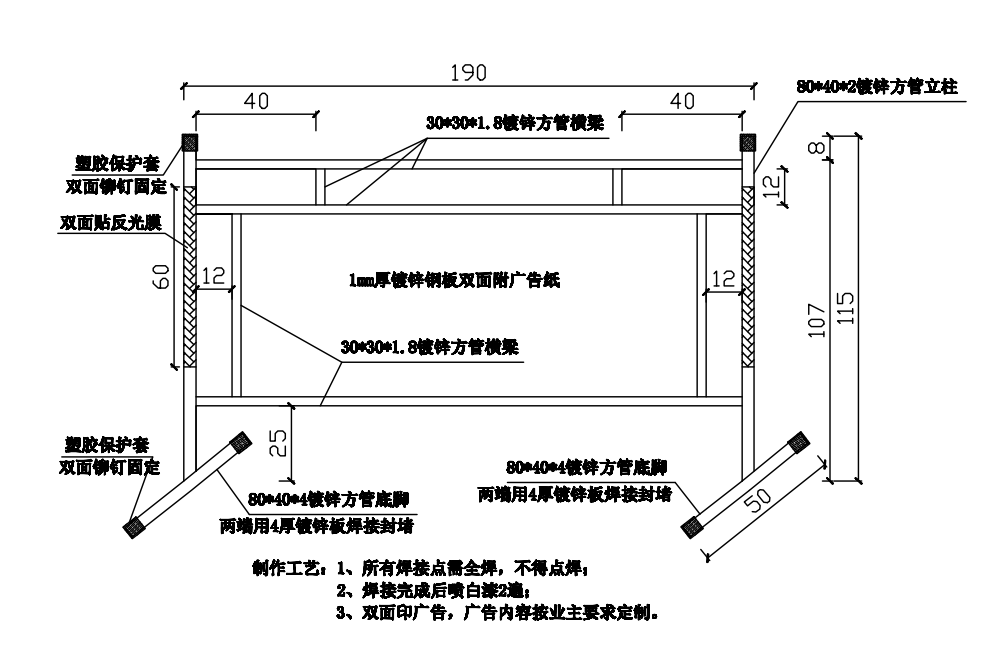 190
80*40*2镀锌方管立柱
40
40
30*30*1.8镀锌方管横梁
8
塑胶保护套
双面铆钉固定
12
双面贴反光膜
60
12
1mm厚镀锌钢板双面附广告纸
12
107
115
30*30*1.8镀锌方管横梁
25
塑胶保护套
双面铆钉固定
80*40*4镀锌方管底脚
两端用4厚镀锌板焊接封堵
80*40*4镀锌方管底脚
两端用4厚镀锌板焊接封堵
50
制作工艺：1、所有焊接点需全焊，不得点焊；
2、焊接完成后喷白漆2遍；
3、双面印广告，广告内容按业主要求定制。